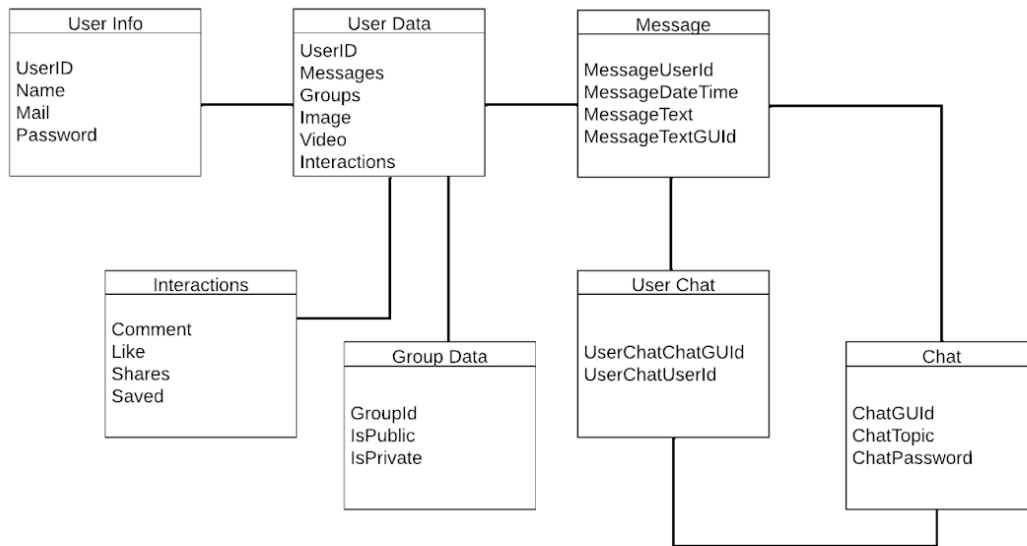 User Info
UserID
Name
Mail
Password
User Data
UserID
Messages
Groups
Image
Video
Interactions
Message
MessageUserId
MessageDateTime
MessageText
MessageTextGUId
Interactions
Comment
Like
Shares
Saved
Group Data
GroupId
IsPublic
IsPrivate
User Chat
UserChatChatGUId
UserChatUserId
Chat
ChatGUId
ChatTopic
ChatPassword